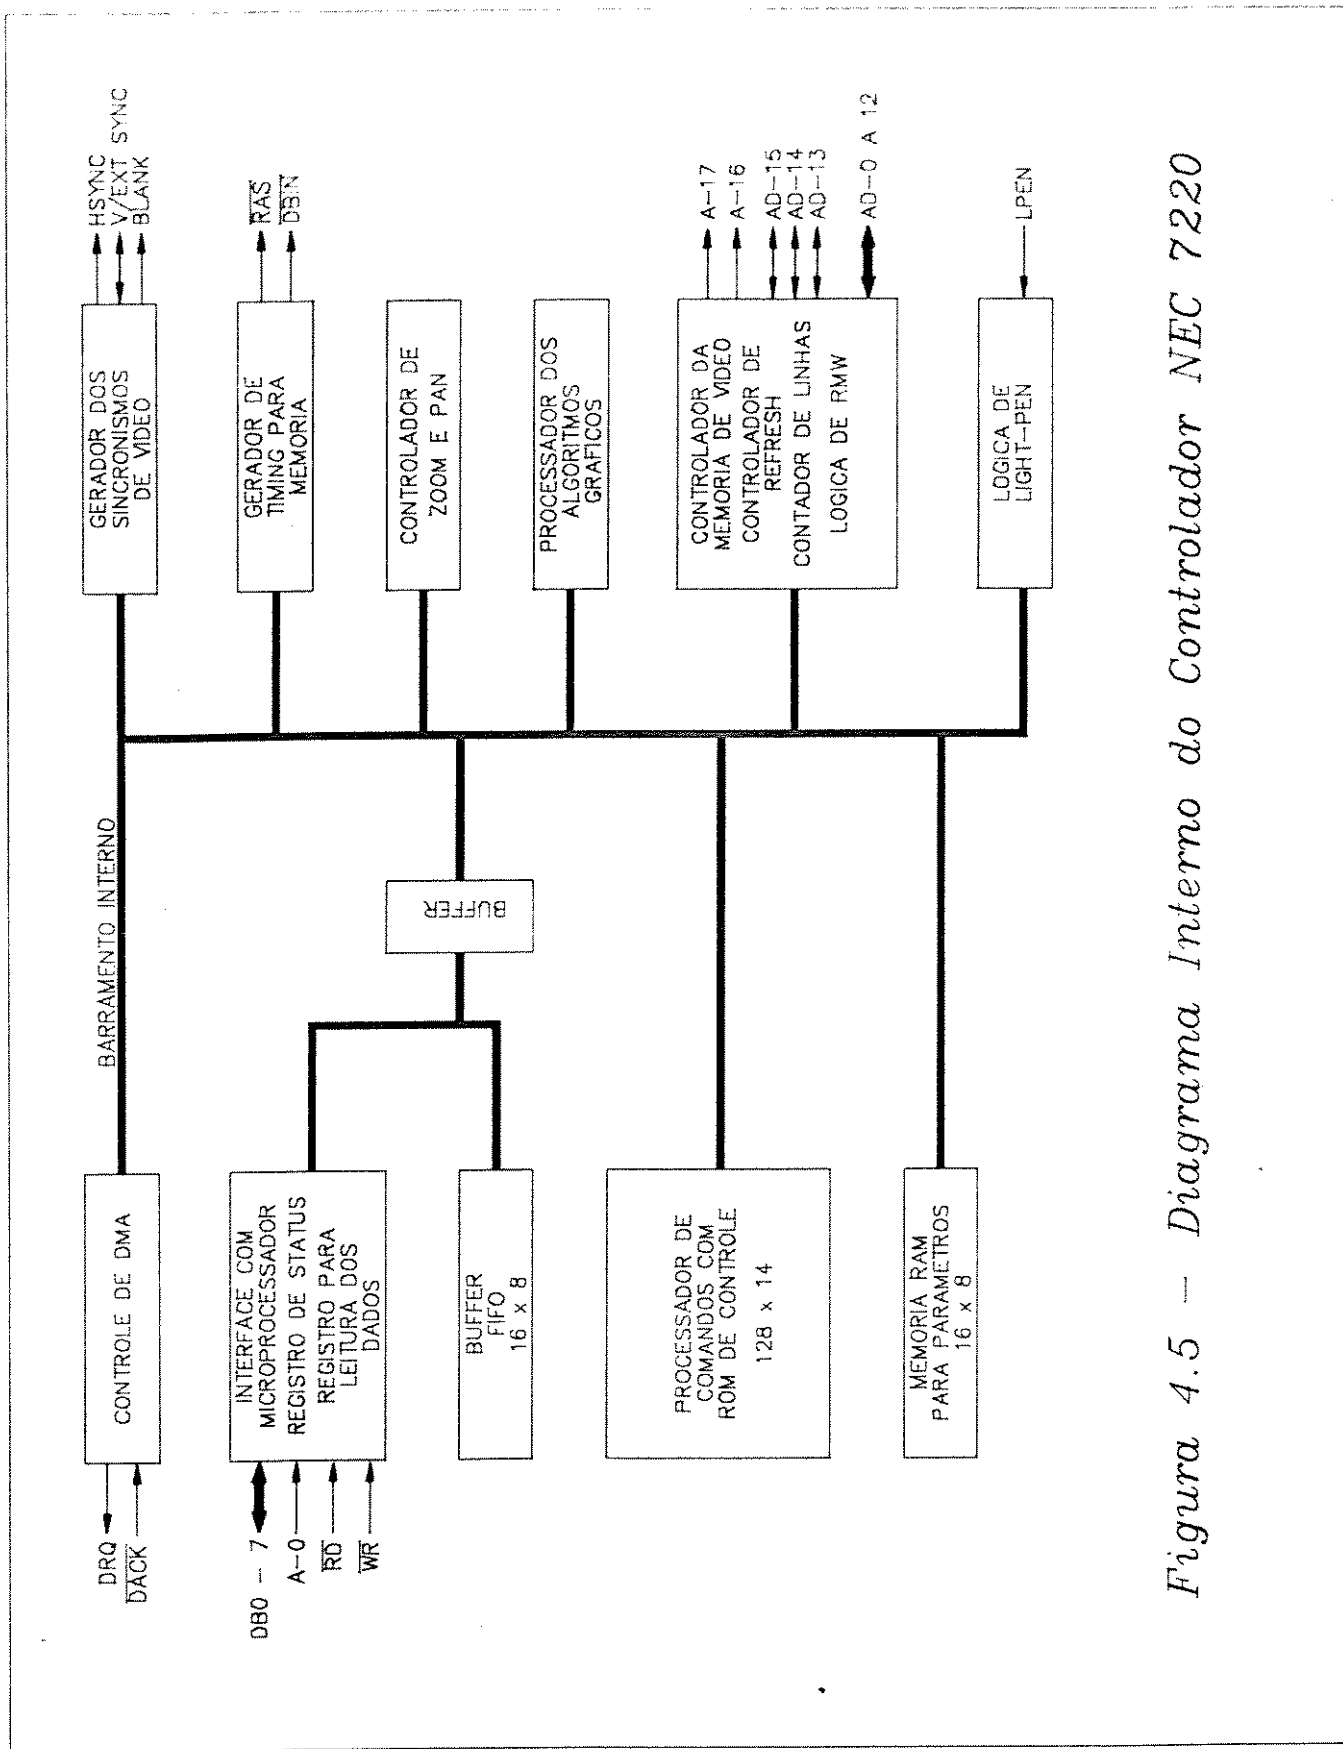 DRQ
DACK
CONTROLE DE DMA
BARRAMENTO INTERNO
GERADOR DOS
SINCRONISMOS
DE VIDEO
HSYNC
V/EXT SYNC
BLANK
DB0 - 7
A-0
RD
WR
INTERFACE COM
MICROPROCESSADOR
REGISTRO DE STATUS
REGISTRO PARA
LEITURA DOS
DADOS
GERADOR DE
TIMING PARA
MEMORIA
RAS
DBIN
BUFFER
FIFO
16 x 8
BUFFER
CONTROLADOR DE
ZOOM E PAN
PROCESSADOR DOS
ALGORITMOS
GRAFICOS
PROCESSADOR DE
COMANDOS COM
ROM DE CONTROLE
128 x 14
CONTROLADOR DA
MEMORIA DE VIDEO
CONTROLADOR DE
REFRESH
CONTADOR DE LINHAS
LOGICA DE RMW
A-17
A-16
AD-15
AD-14
AD-13
AD-0 A 12
MEMORIA RAM
PARA PARAMETROS
16 x 8
LOGICA DE
LIGHT-PEN
LPEN
Figura 4.5 - Diagrama Interno do Controlador NEC 7220